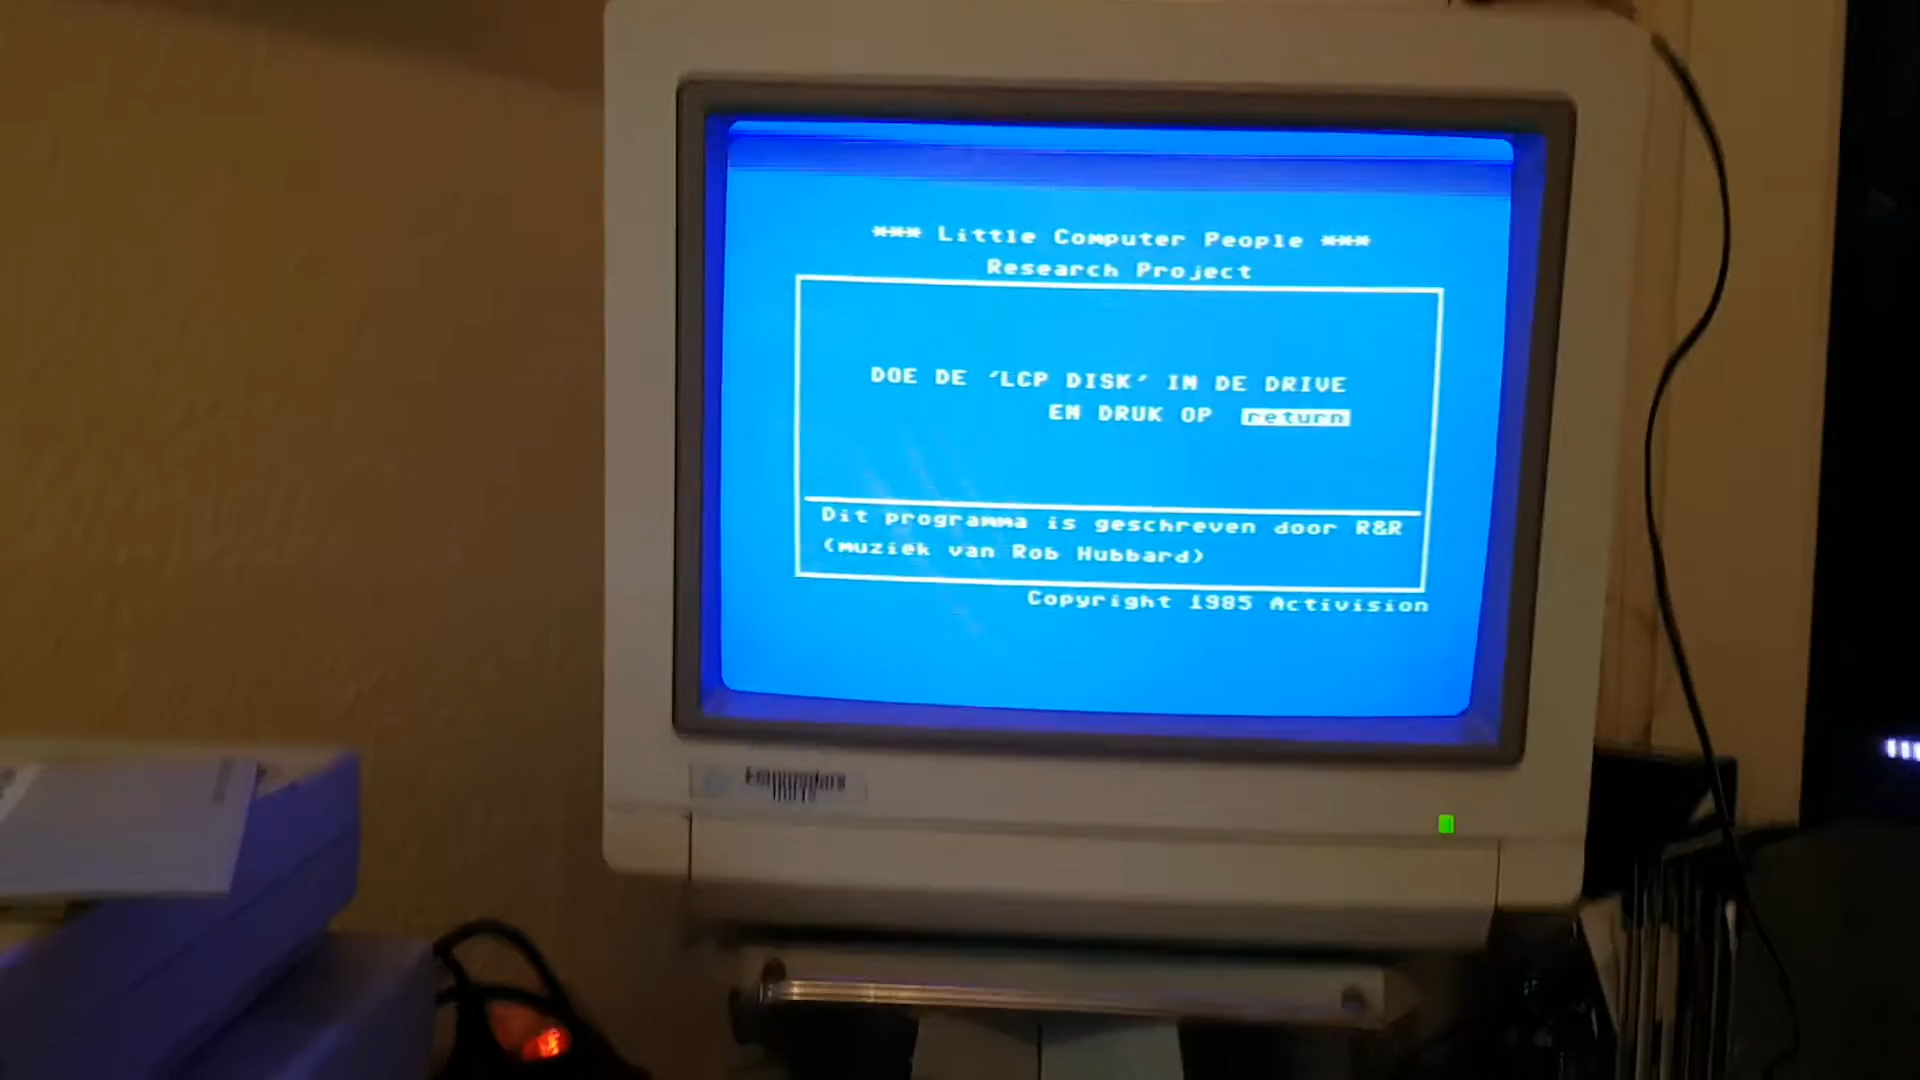 *** Little Computer People ***
Research Project
DOE DE 'LCP DISK' IN DE DRIVE
EN DRUK OP return
Dit programma is geschreven door R&R
(muziek van Rob Hubbard)
Copyright 1985 Activision